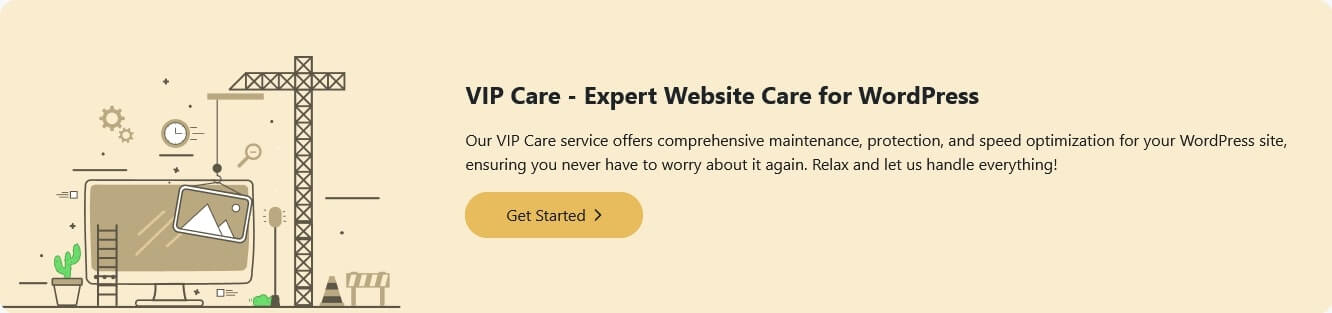 VIP Care - Expert Website Care for WordPress
Our VIP Care service offers comprehensive maintenance, protection, and speed optimization for your WordPress site,
ensuring you never have to worry about it again. Relax and let us handle everything!
Get Started